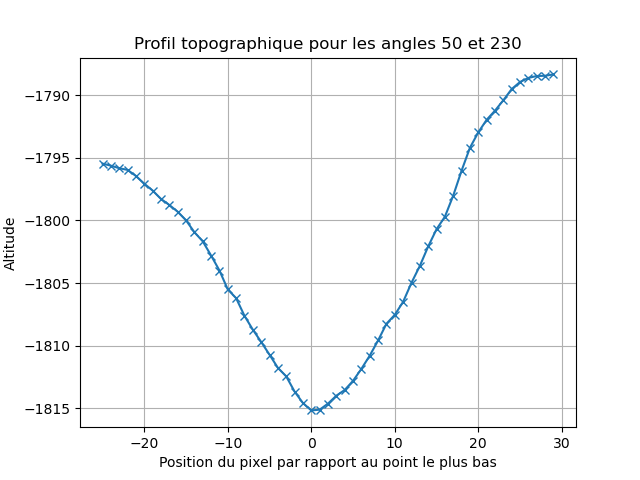 Profil topographique pour les angles 50 et 230
−1790
−1795
−1800
−1805
−1810
−1815
Altitude
−20 −10 0 10 20 30
Position du pixel par rapport au point le plus bas